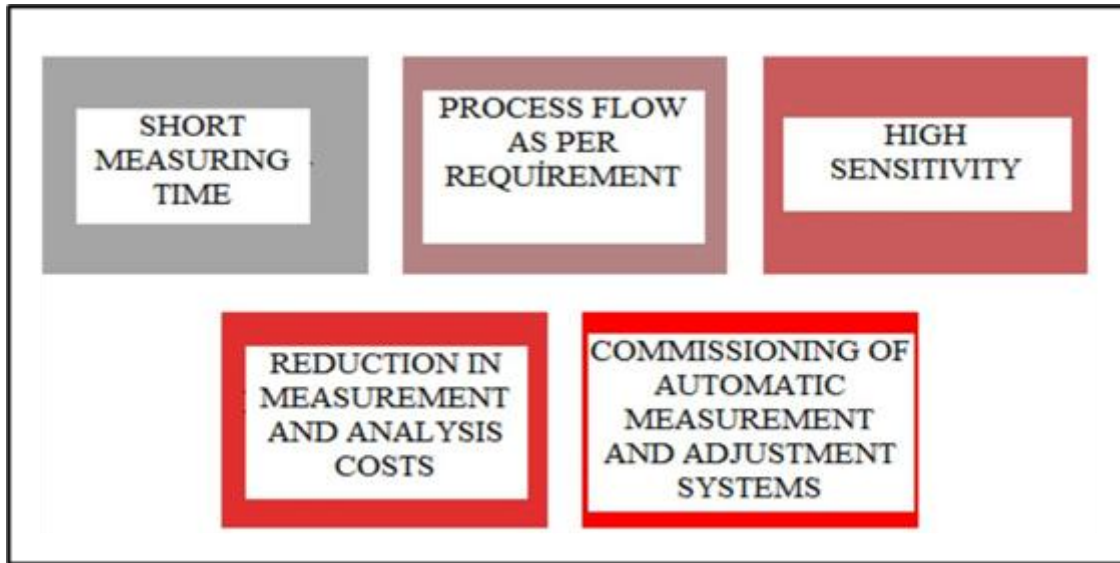 SHORT
MEASURING
TIME
PROCESS FLOW
AS PER
REQUİREMENT
HIGH
SENSITIVITY
REDUCTION IN
MEASUREMENT
AND ANALYSIS
COSTS
COMMISSIONING OF
AUTOMATIC
MEASUREMENT
AND ADJUSTMENT
SYSTEMS